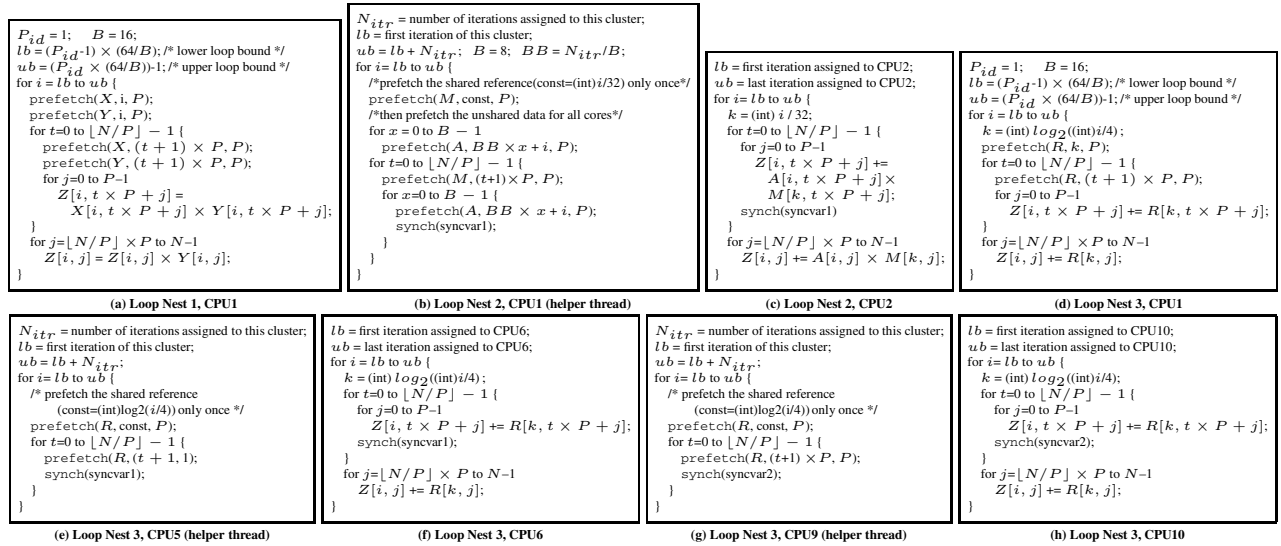 P_id = 1; B = 16;
lb = (P_id-1) × (64/B); /* lower loop bound */
ub = (P_id × (64/B))-1; /* upper loop bound */
for i = lb to ub {
prefetch(X, i, P);
prefetch(Y, i, P);
for t=0 to ⌊N/P⌋ − 1 {
prefetch(X, (t + 1) × P, P);
prefetch(Y, (t + 1) × P, P);
for j=0 to P−1
Z[i, t × P + j] =
X[i, t × P + j] × Y[i, t × P + j];
}
for j=⌊N/P⌋ × P to N−1
Z[i, j] = Z[i, j] × Y[i, j];
}
(a) Loop Nest 1, CPU1
N_itr = number of iterations assigned to this cluster;
lb = first iteration of this cluster;
ub = lb + N_itr; B = 8; BB = N_itr/B;
for i= lb to ub {
/*prefetch the shared reference(const=(int)i/32) only once*/
prefetch(M, const, P);
/*then prefetch the unshared data for all cores*/
for x = 0 to B − 1
prefetch(A, BB × x + i, P);
for t=0 to ⌊N/P⌋ − 1 {
prefetch(M, (t+1) × P, P);
for x=0 to B − 1 {
prefetch(A, BB × x + i, P);
synch(syncvar1);
}
}
}
(b) Loop Nest 2, CPU1 (helper thread)
lb = first iteration assigned to CPU2;
ub = last iteration assigned to CPU2;
for i= lb to ub {
k = (int) i / 32;
for t=0 to ⌊N/P⌋ − 1 {
for j=0 to P−1
Z[i, t × P + j] +=
A[i, t × P + j]×
M[k, t × P + j];
synch(syncvar1)
}
for j=⌊N/P⌋ × P to N−1
Z[i, j] += A[i, j] × M[k, j];
}
(c) Loop Nest 2, CPU2
P_id = 1; B = 16;
lb = (P_id-1) × (64/B); /* lower loop bound */
ub = (P_id × (64/B))-1; /* upper loop bound */
for i = lb to ub {
k = (int) log2((int)i/4) ;
prefetch(R, k, P);
for t=0 to ⌊N/P⌋ − 1 {
prefetch(R, (t + 1) × P, P);
for j=0 to P−1
Z[i, t × P + j] += R[k, t × P + j];
}
for j=⌊N/P⌋ × P to N−1
Z[i, j] += R[k, j];
}
(d) Loop Nest 3, CPU1
N_itr = number of iterations assigned to this cluster;
lb = first iteration of this cluster;
ub = lb + N_itr;
for i= lb to ub {
/* prefetch the shared reference
(const=(int)log2(i/4)) only once */
prefetch(R, const, P);
for t=0 to ⌊N/P⌋ − 1 {
prefetch(R, (t + 1, 1);
synch(syncvar1);
}
}
(e) Loop Nest 3, CPU5 (helper thread)
lb = first iteration assigned to CPU6;
ub = last iteration assigned to CPU6;
for i= lb to ub {
k = (int) log2((int)i/4) ;
for t=0 to ⌊N/P⌋ − 1 {
for j=0 to P−1
Z[i, t × P + j] += R[k, t × P + j];
synch(syncvar1);
}
for j=⌊N/P⌋ × P to N−1
Z[i, j] += R[k, j];
}
(f) Loop Nest 3, CPU6
N_itr = number of iterations assigned to this cluster;
lb = first iteration of this cluster;
ub = lb + N_itr;
for i= lb to ub {
/* prefetch the shared reference
(const=(int)log2(i/4)) only once */
prefetch(R, const, P);
for t=0 to ⌊N/P⌋ − 1 {
prefetch(R, (t+1) × P, P);
synch(syncvar2);
}
}
(g) Loop Nest 3, CPU9 (helper thread)
lb = first iteration assigned to CPU10;
ub = last iteration assigned to CPU10;
for i= lb to ub {
k = (int) log2((int)i/4) ;
for t=0 to ⌊N/P⌋ − 1 {
for j=0 to P−1
Z[i, t × P + j] += R[k, t × P + j];
synch(syncvar2);
}
for j=⌊N/P⌋ × P to N−1
Z[i, j] += R[k, j];
}
(h) Loop Nest 3, CPU10